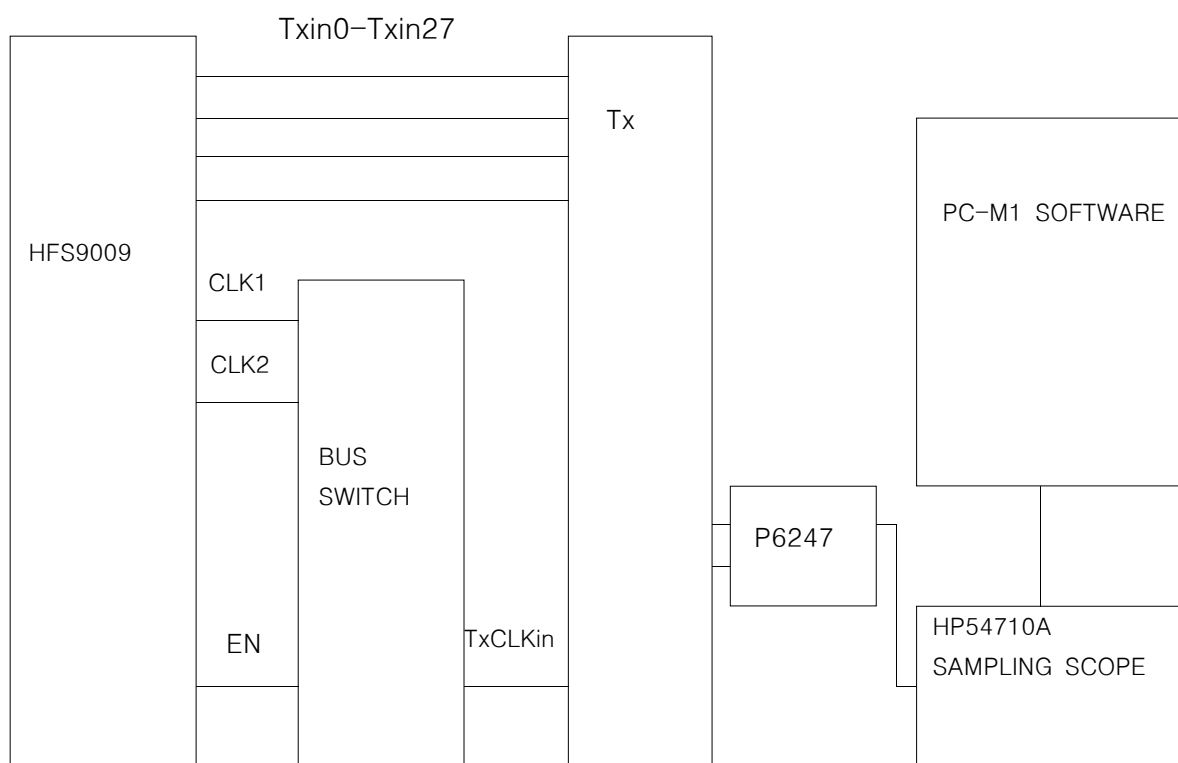 Txin0-Txin27
Tx
PC-M1 SOFTWARE
HFS9009
CLK1
CLK2
BUS
SWITCH
P6247
EN
TxCLKin
HP54710A
SAMPLING SCOPE